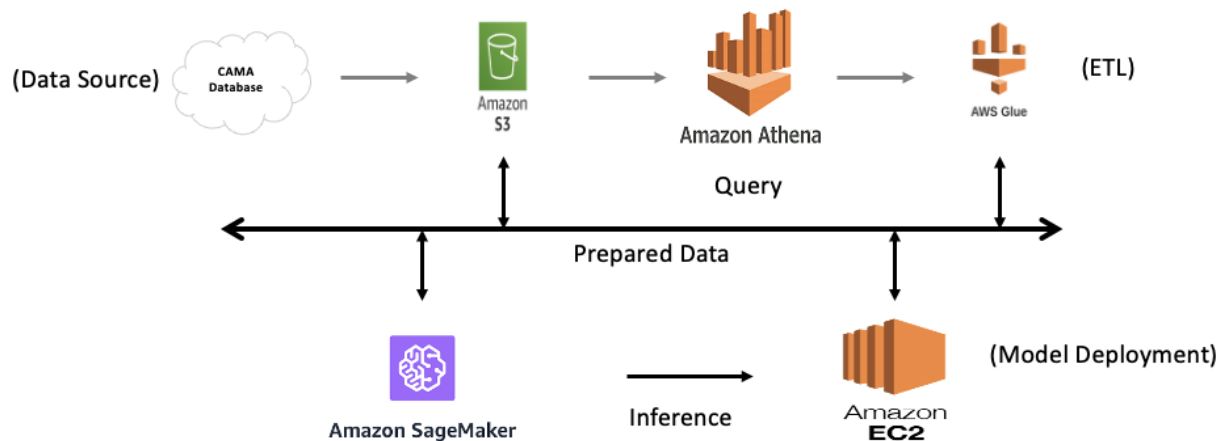 (Data Source)
CAMA
Database
Amazon
S3
Amazon Athena
AWS Glue
(ETL)
Query
Prepared Data
Amazon SageMaker
Inference
Amazon
EC2
(Model Deployment)